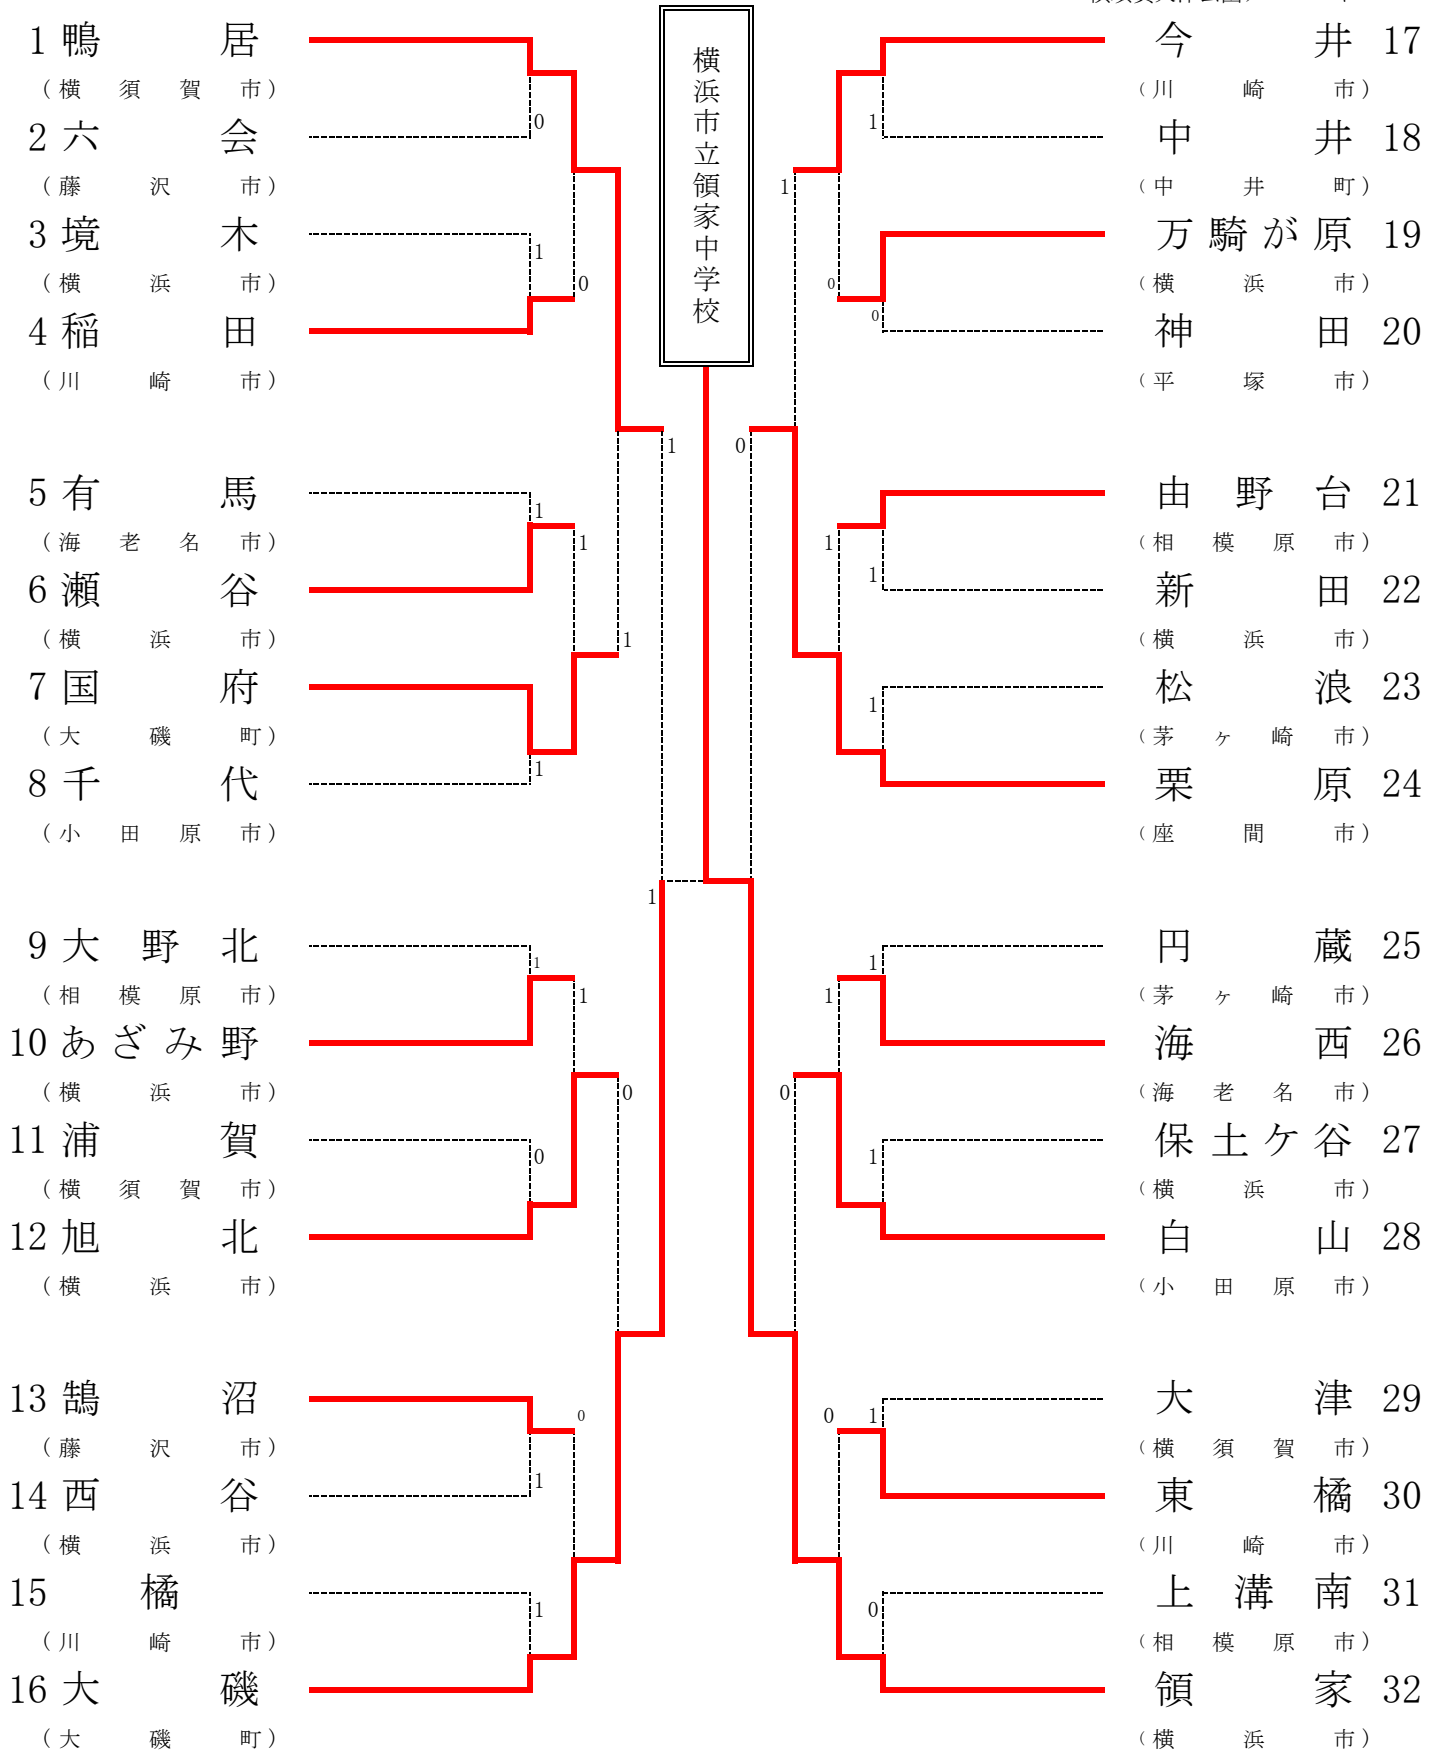 横浜市立領家中学校
1 鴨居
（横須賀市）
0
2 六会
（藤沢市）
3 境木
1
（横浜市）
0
4 稲田
（川崎市）
1
5 有馬
1
（海老名市）
1
6 瀬谷
（横浜市）
1
7 国府
（大磯町）
1
8 千代
（小田原市）
1
9 大野北
1
（相模原市）
1
10 あざみ野
（横浜市）
0
11 浦賀
0
（横須賀市）
12 旭北
（横浜市）
13 鵠沼
0
（藤沢市）
1
14 西谷
（横浜市）
15 橘
1
（川崎市）
16 大磯
（大磯町）
今井 17
（川崎市）
1
中井 18
1
（中井町）
万騎が原 19
0
（横浜市）
0
神田 20
（平塚市）
0
由野台 21
1
（相模原市）
1
新田 22
（横浜市）
松浪 23
1
（茅ヶ崎市）
栗原 24
（座間市）
円蔵 25
1
（茅ヶ崎市）
1
海西 26
0
（海老名市）
保土ケ谷 27
1
（横浜市）
白山 28
（小田原市）
大津 29
0 1
（横須賀市）
東橘 30
（川崎市）
上溝南 31
0
（相模原市）
領家 32
（横浜市）